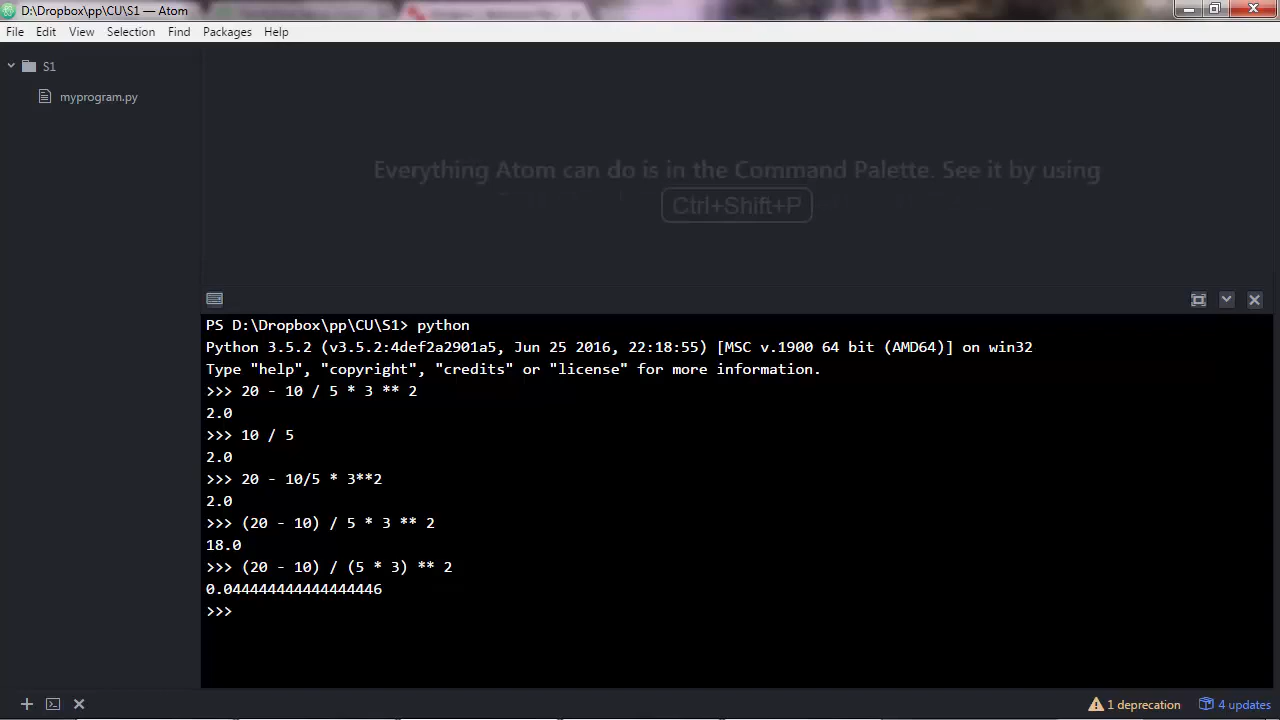 D:\Dropbox\pp\CU\S1 — Atom
File Edit View Selection Find Packages Help
S1
myprogram.py
Everything Atom can do is in the Command Palette. See it by using
Ctrl+Shift+P
PS D:\Dropbox\pp\CU\S1> python
Python 3.5.2 (v3.5.2:4def2a2901a5, Jun 25 2016, 22:18:55) [MSC v.1900 64 bit (AMD64)] on win32
Type "help", "copyright", "credits" or "license" for more information.
>>> 20 - 10 / 5 * 3 ** 2
2.0
>>> 10 / 5
2.0
>>> 20 - 10/5 * 3**2
2.0
>>> (20 - 10) / 5 * 3 ** 2
18.0
>>> (20 - 10) / (5 * 3) ** 2
0.044444444444444446
>>>
1 deprecation 4 updates